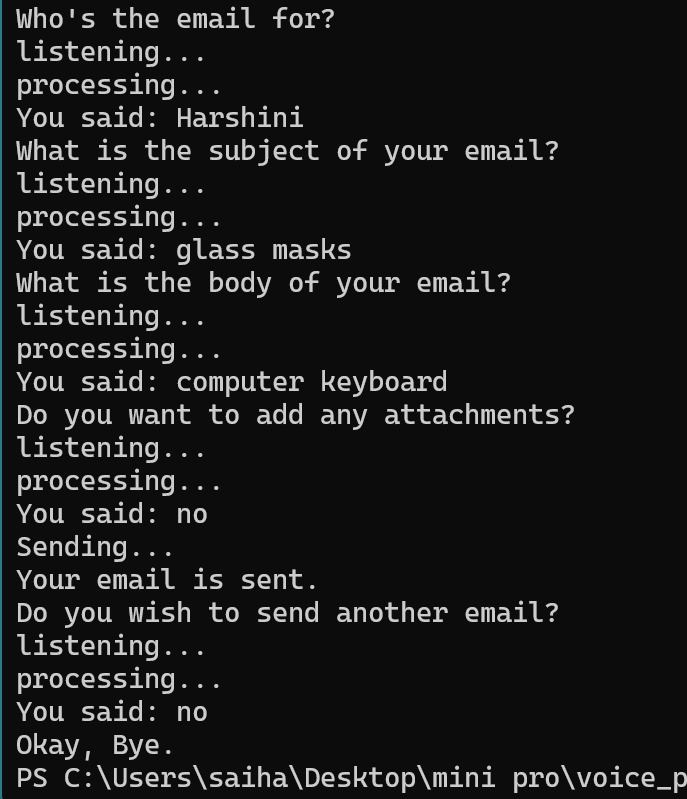 Who's the email for?
listening...
processing...
You said: Harshini
What is the subject of your email?
listening...
processing...
You said: glass masks
What is the body of your email?
listening...
processing...
You said: computer keyboard
Do you want to add any attachments?
listening...
processing...
You said: no
Sending...
Your email is sent.
Do you wish to send another email?
listening...
processing...
You said: no
Okay, Bye.
PS C:\Users\saiha\Desktop\mini pro\voice_p